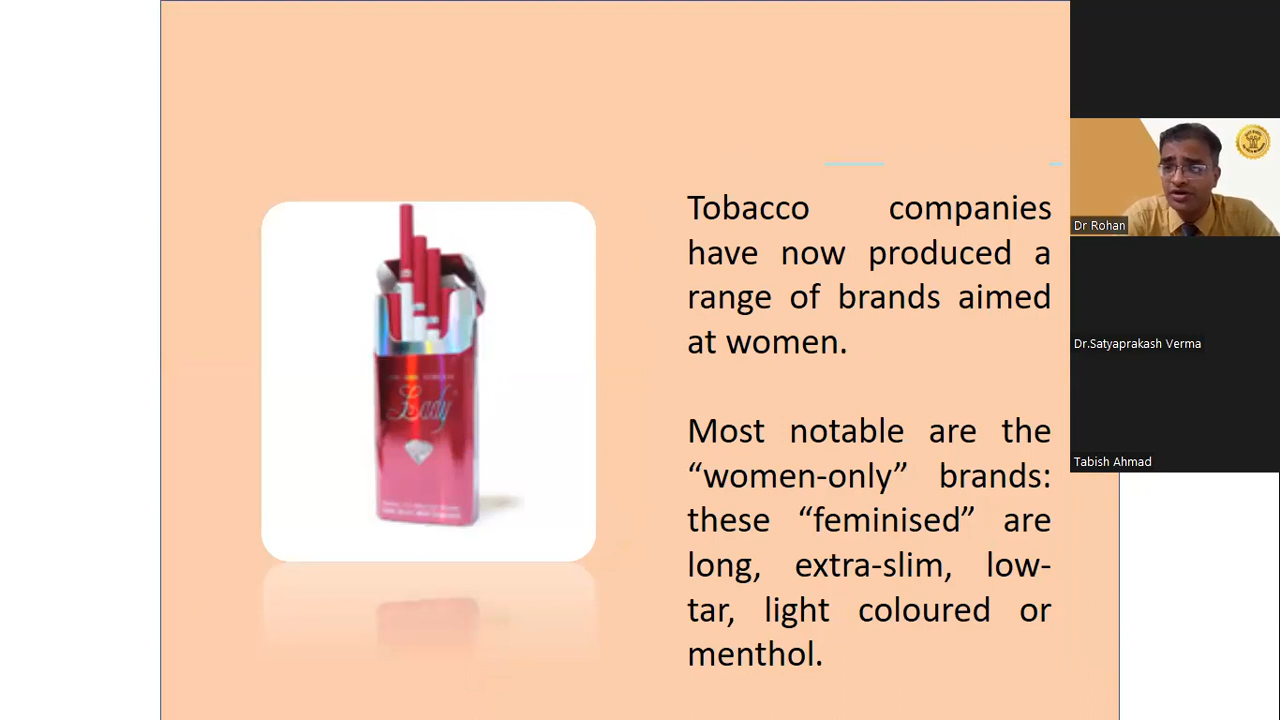 Tobacco companies
have now produced a
range of brands aimed
at women.
Most notable are the
“women-only” brands:
these “feminised” are
long, extra-slim, low-
tar, light coloured or
menthol.
Lady
Dr Rohan
Dr.Satyaprakash Verma
Tabish Ahmad